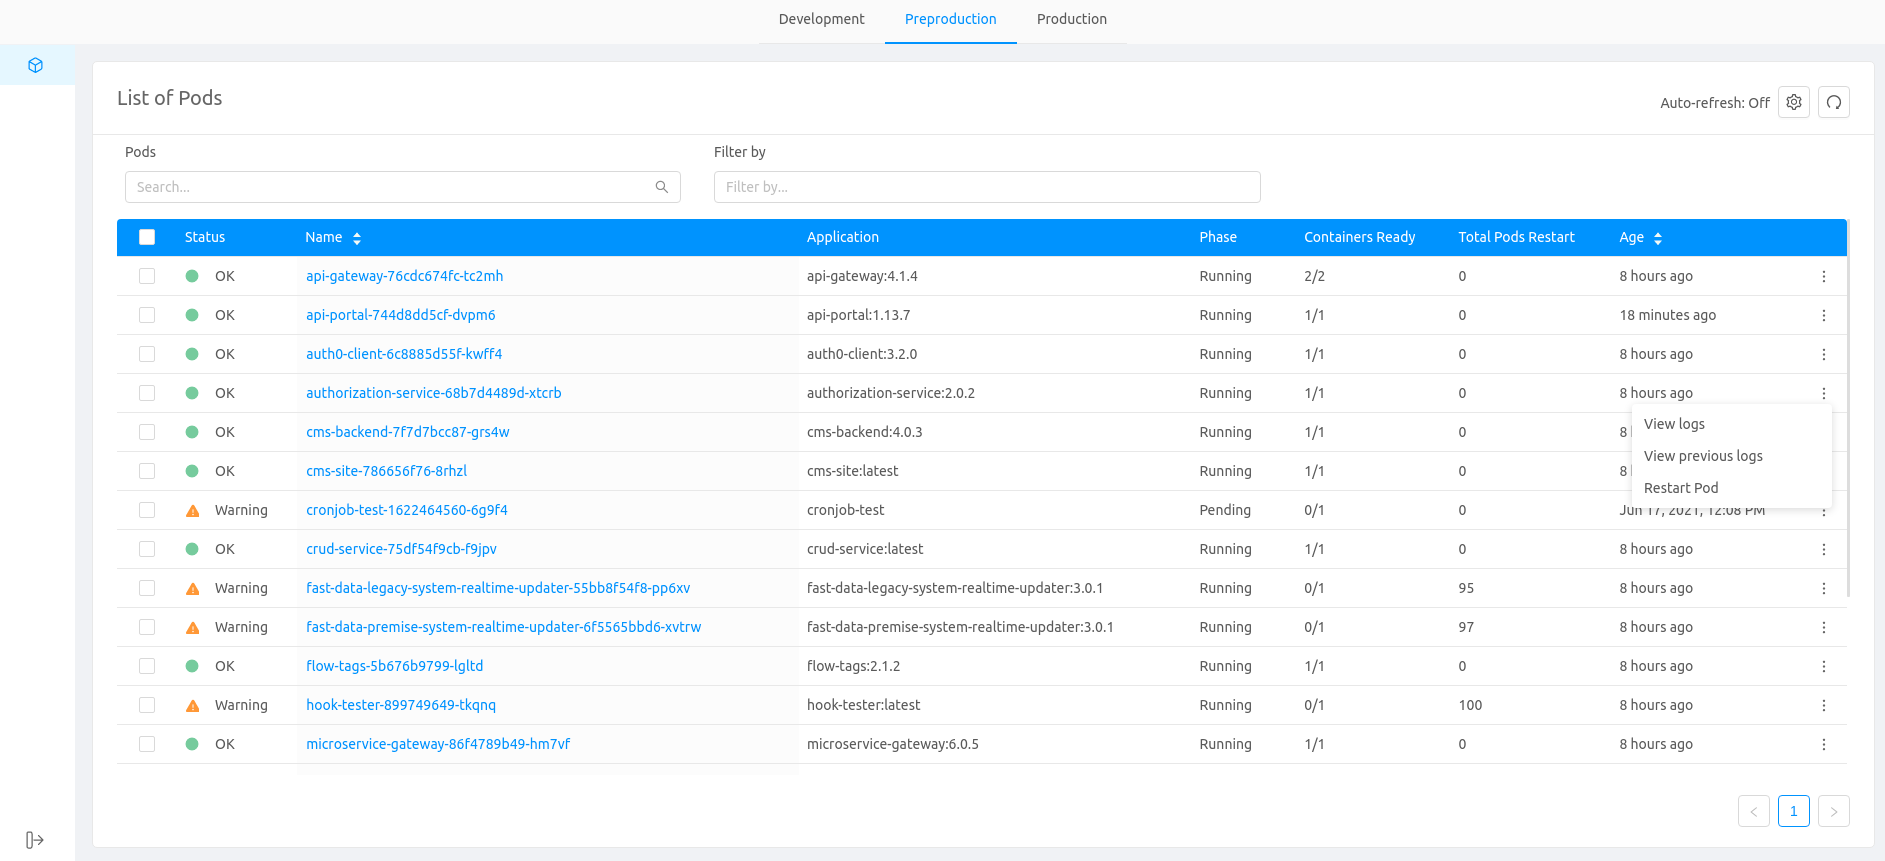 Development Preproduction Production
List of Pods
Auto-refresh: Off
Pods Filter by
Search... Filter by...
Status Name Application Phase Containers Ready Total Pods Restart Age
OK api-gateway-76cdc674fc-tc2mh api-gateway:4.1.4 Running 2/2 0 8 hours ago
OK api-portal-744d8dd5cf-dvpm6 api-portal:1.13.7 Running 1/1 0 18 minutes ago
OK auth0-client-6c8885d55f-kwff4 auth0-client:3.2.0 Running 1/1 0 8 hours ago
OK authorization-service-68b7d4489d-xtcrb authorization-service:2.0.2 Running 1/1 0 8 hours ago
View logs
OK cms-backend-7f7d7bcc87-grs4w cms-backend:4.0.3 Running 1/1 0 8
View previous logs
OK cms-site-786656f76-8rhzl cms-site:latest Running 1/1 0 8
Restart Pod
Warning cronjob-test-1622464560-6g9f4 cronjob-test Pending 0/1 0 Jun 17, 2021, 12:08 PM
OK crud-service-75df54f9cb-f9jpv crud-service:latest Running 1/1 0 8 hours ago
Warning fast-data-legacy-system-realtime-updater-55bb8f54f8-pp6xv fast-data-legacy-system-realtime-updater:3.0.1 Running 0/1 95 8 hours ago
Warning fast-data-premise-system-realtime-updater-6f5565bbd6-xvtrw fast-data-premise-system-realtime-updater:3.0.1 Running 0/1 97 8 hours ago
OK flow-tags-5b676b9799-lgltd flow-tags:2.1.2 Running 1/1 0 8 hours ago
Warning hook-tester-899749649-tkqnq hook-tester:latest Running 0/1 100 8 hours ago
OK microservice-gateway-86f4789b49-hm7vf microservice-gateway:6.0.5 Running 1/1 0 8 hours ago
1